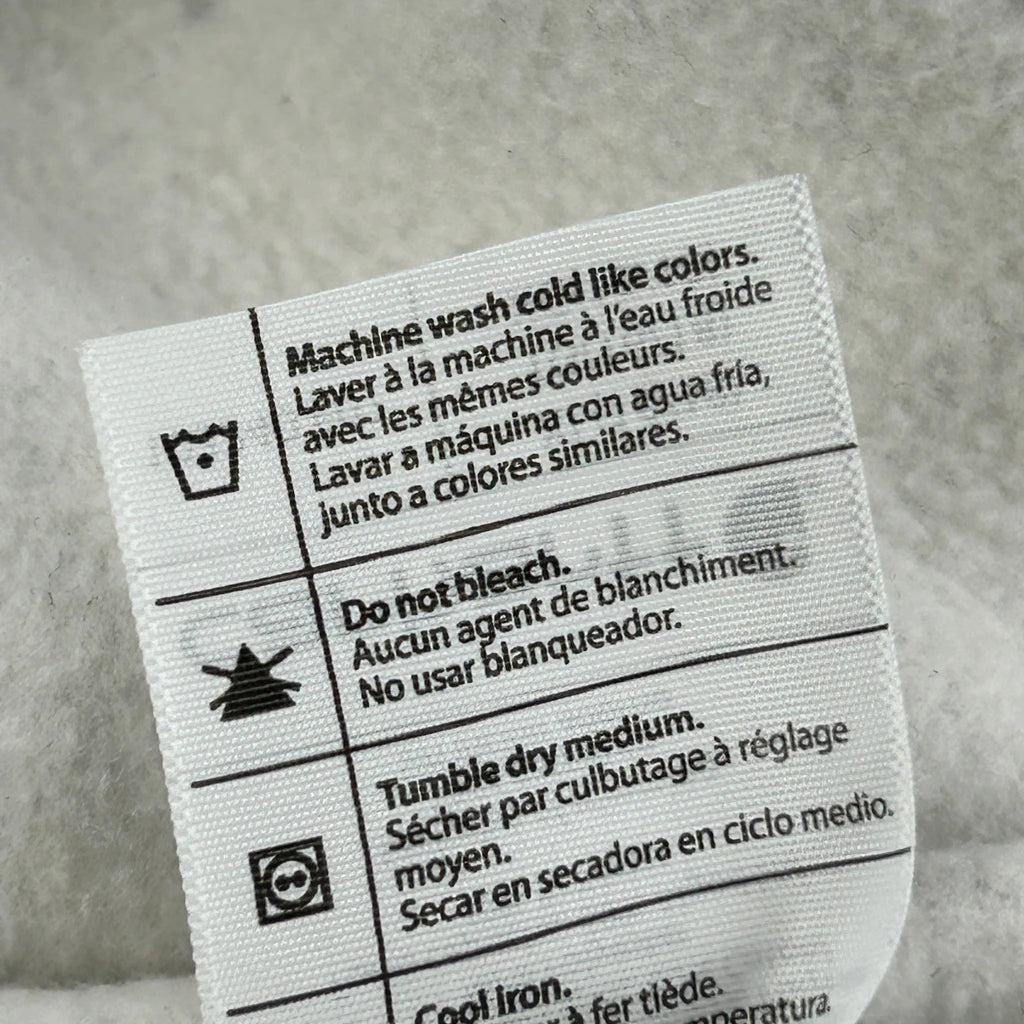 Machine wash cold like colors.
Laver à la machine à l'eau froide
avec les mêmes couleurs.
Lavar a máquina con agua fría,
junto a colores similares.
Do not bleach.
Aucun agent de blanchiment.
No usar blanqueador.
Tumble dry medium.
Sécher par culbutage à réglage
moyen.
Secar en secadora en ciclo medio.
Cool iron.
à fer tiède.